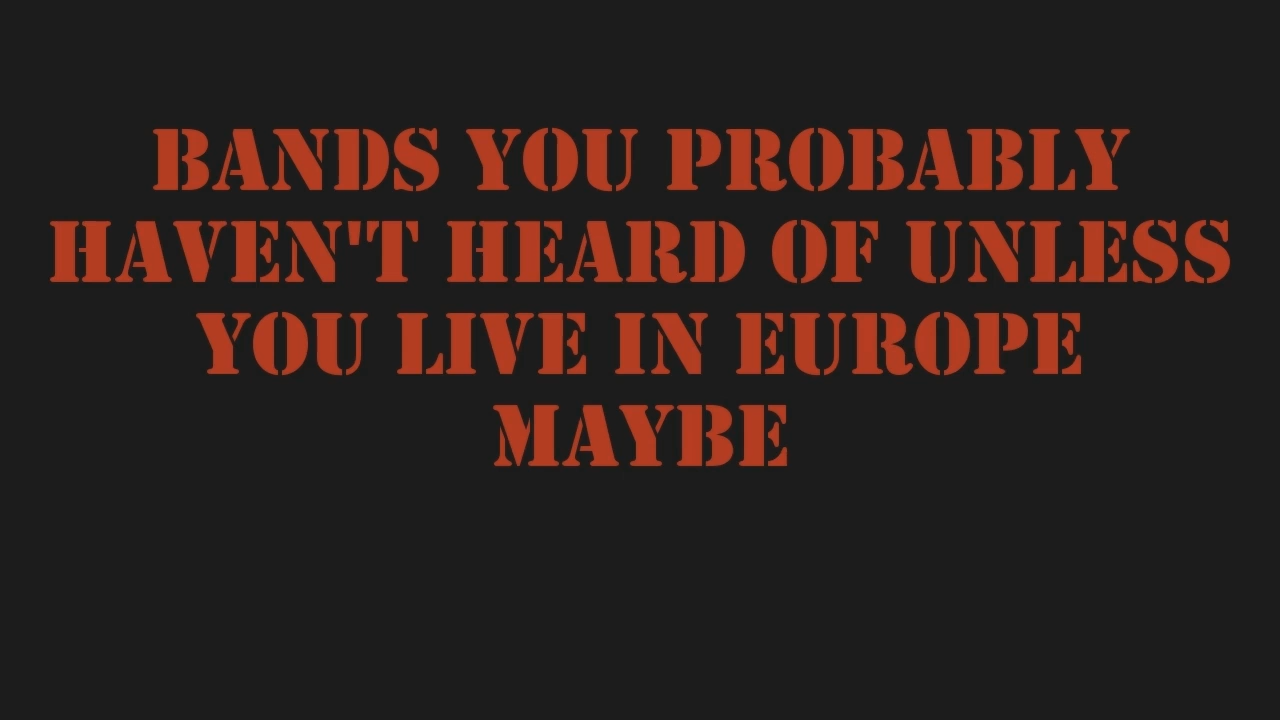 BANDS YOU PROBABLY
HAVEN'T HEARD OF UNLESS
YOU LIVE IN EUROPE
MAYBE